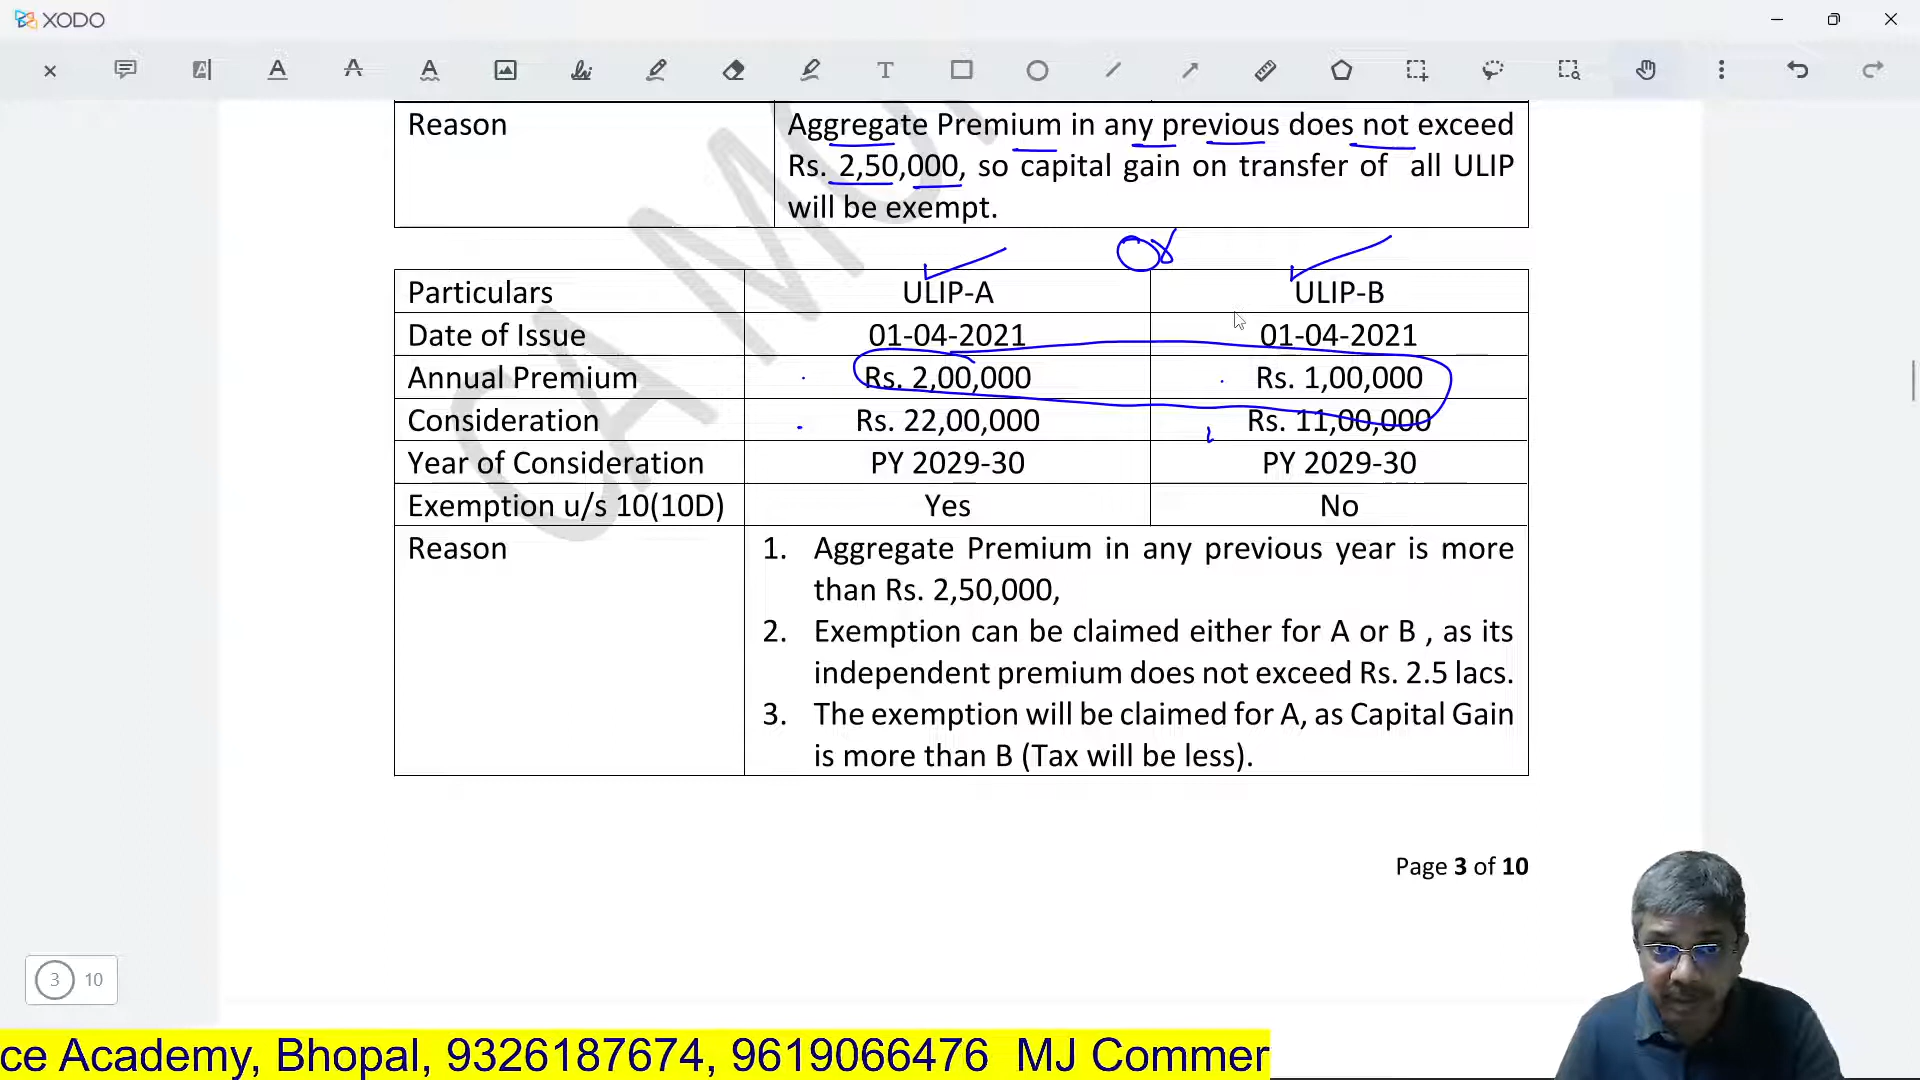 XODO
Reason
Aggregate Premium in any previous does not exceed
Rs. 2,50,000, so capital gain on transfer of all ULIP
will be exempt.
Or
Particulars ULIP-A ULIP-B
Date of Issue 01-04-2021 01-04-2021
Annual Premium Rs. 2,00,000 Rs. 1,00,000
Consideration Rs. 22,00,000 Rs. 11,00,000
Year of Consideration PY 2029-30 PY 2029-30
Exemption u/s 10(10D) Yes No
Reason
1. Aggregate Premium in any previous year is more
than Rs. 2,50,000,
2. Exemption can be claimed either for A or B , as its
independent premium does not exceed Rs. 2.5 lacs.
3. The exemption will be claimed for A, as Capital Gain
is more than B (Tax will be less).
Page 3 of 10
3 10
ce Academy, Bhopal, 9326187674, 9619066476 MJ Commer